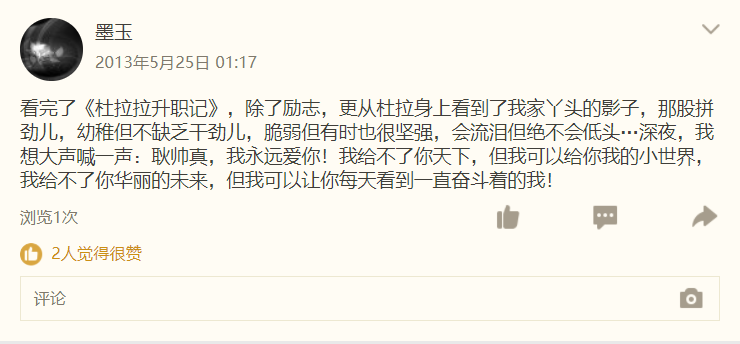 墨玉
2013年5月25日 01:17
看完了《杜拉拉升职记》，除了励志，更从杜拉身上看到了我家丫头的影子，那股拼
劲儿，幼稚但不缺乏干劲儿，脆弱但有时也很坚强，会流泪但绝不会低头…深夜，我
想大声喊一声：耿帅真，我永远爱你！我给不了你天下，但我可以给你我的小世界，
我给不了你华丽的未来，但我可以让你每天看到一直奋斗着的我！
浏览1次
2人觉得很赞
评论